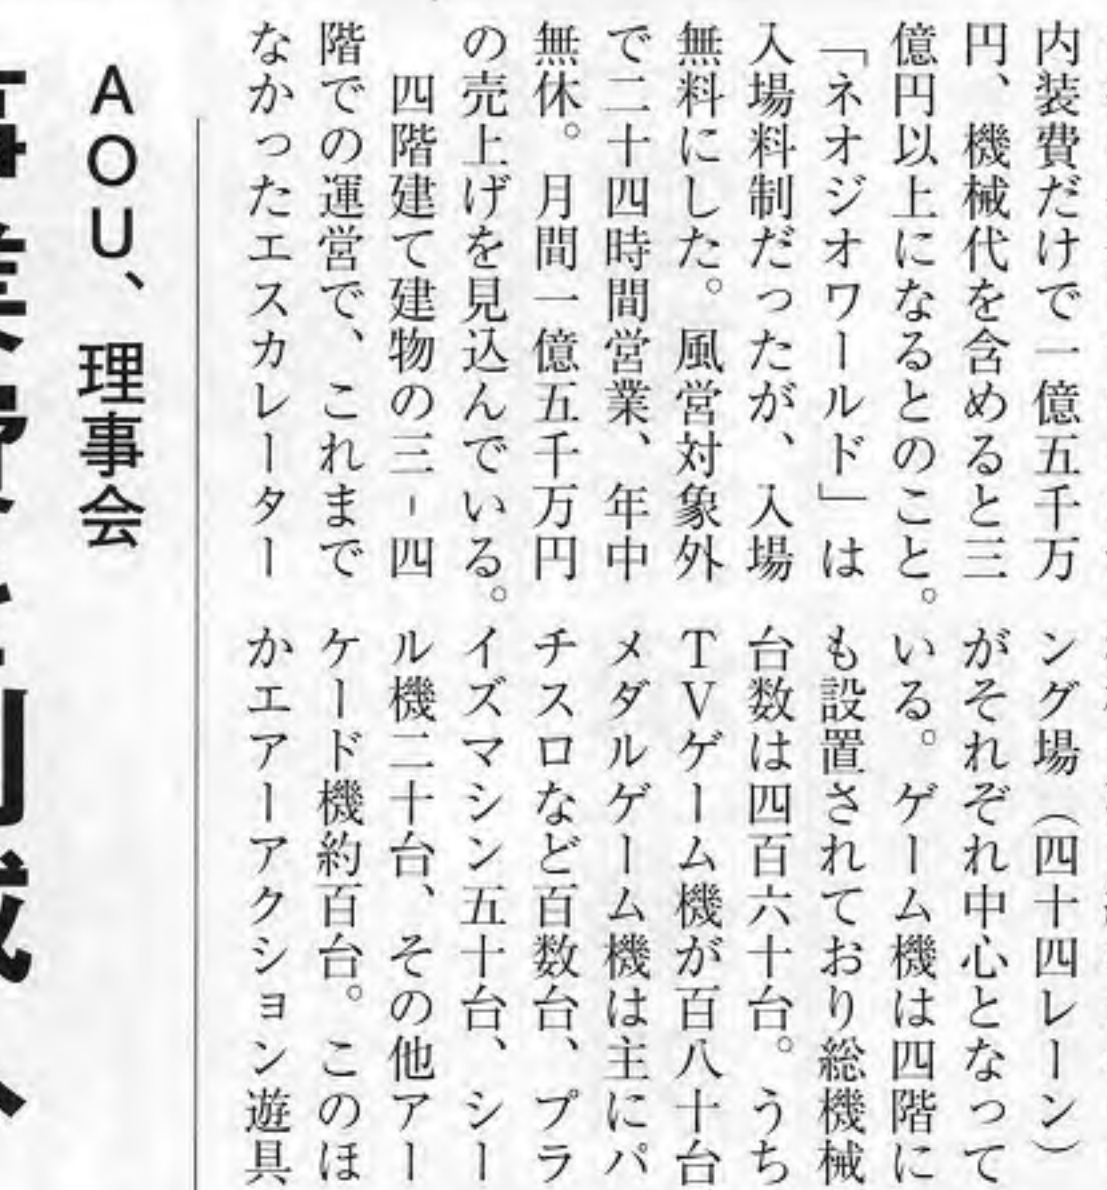 内装費だけで一億五千万
円、機械代を含めると三
億円以上になるとのこと。
「ネオジオワールド」は
入場料制だったが、入場
無料にした。風営対象外
で二十四時間営業、年中
無休。月間一億五千万円
の売上げを見込んでいる。
四階建て建物の三-四
階での運営で、これまで
なかったエスカレーター
ング場（四十四レーン）
がそれぞれ中心となって
いる。ゲーム機は四階に
も設置されており総機械
台数は四百六十台。うち
TVゲーム機が百八十台
メダルゲーム機は主にパ
チスロなど百数台、プラ
イズマシン五十台、シー
ル機二十台、その他アー
ケード機約百台。このほ
かエアーアクション遊具
AOU、理事会